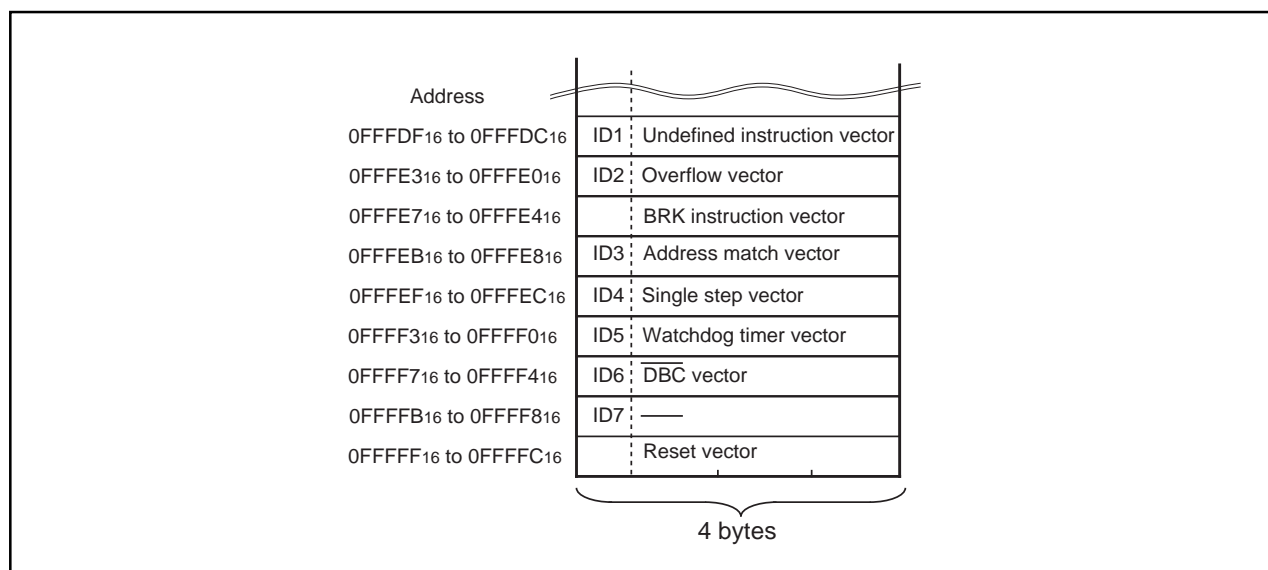 Address
0FFFDF16 to 0FFFDC16 ID1 Undefined instruction vector
0FFFE316 to 0FFFE016 ID2 Overflow vector
0FFFE716 to 0FFFE416 BRK instruction vector
0FFFEB16 to 0FFFE816 ID3 Address match vector
0FFFEF16 to 0FFFEC16 ID4 Single step vector
0FFFF316 to 0FFFF016 ID5 Watchdog timer vector
0FFFF716 to 0FFFF416 ID6 DBC vector
0FFFFB16 to 0FFFF816 ID7 —
0FFFFF16 to 0FFFFC16 Reset vector
4 bytes